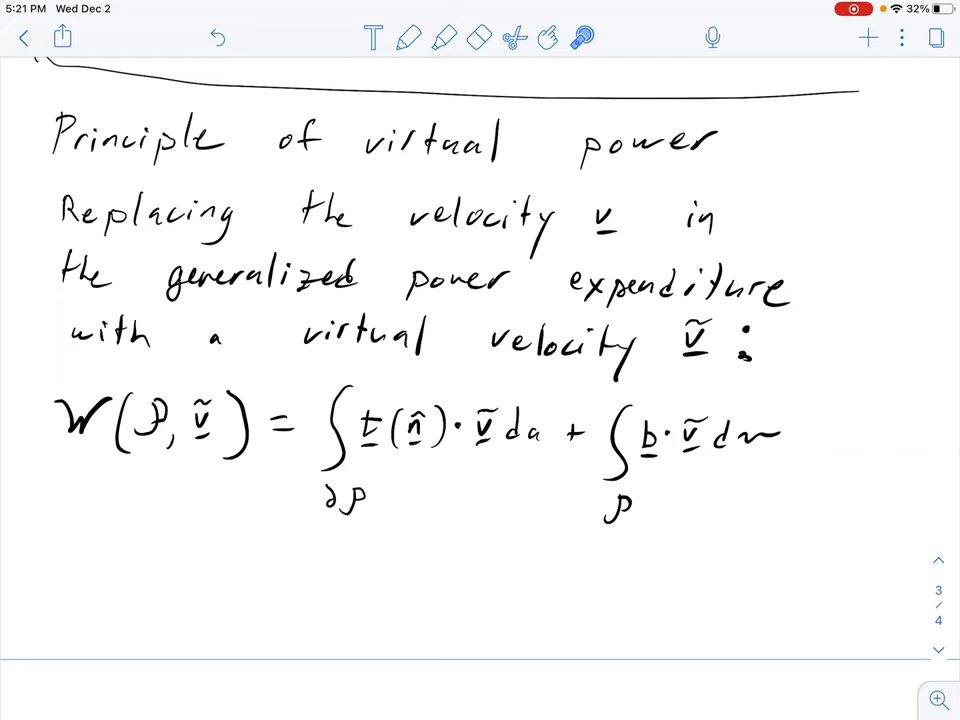 5:21 PM Wed Dec 2 32%
Principle of virtual power
Replacing the velocity v̲ in
the generalized power expenditure
with a virtual velocity ṽ̲ :
𝒲(𝒫, ṽ̲) = ∫_∂𝒫 t̲(n̲̂) · ṽ̲ da + ∫_𝒫 b̲ · ṽ̲ dv
3
/
4